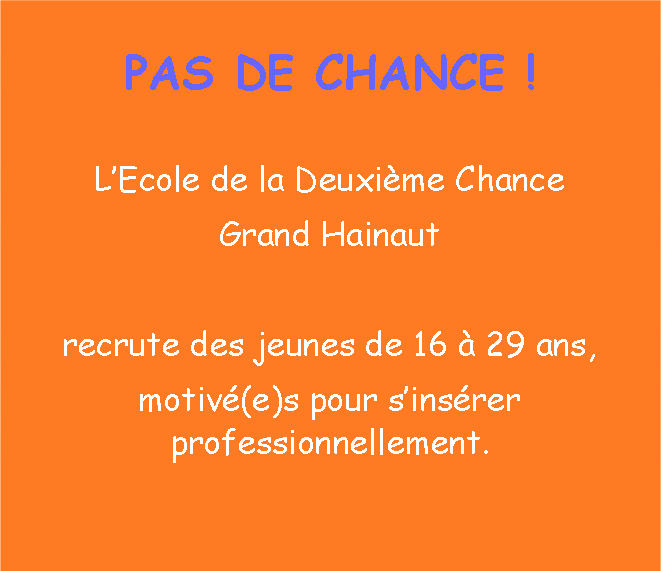 PAS DE CHANCE !
L’Ecole de la Deuxième Chance
Grand Hainaut
recrute des jeunes de 16 à 29 ans,
motivé(e)s pour s’insérer
professionnellement.